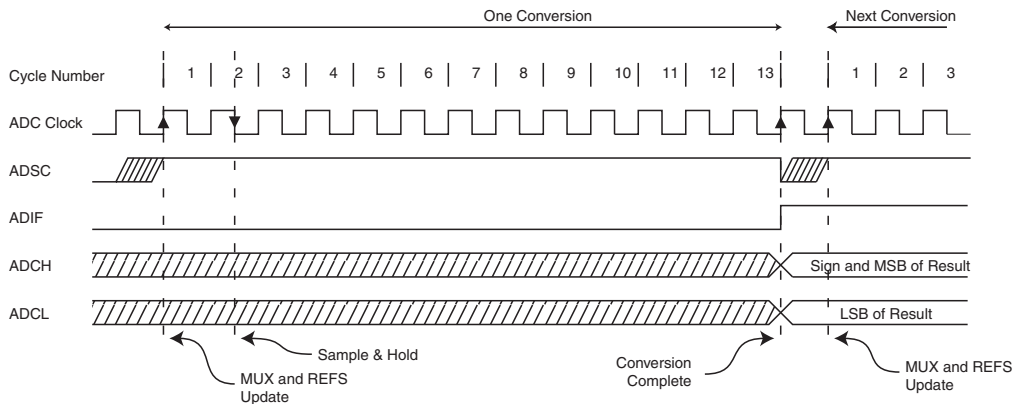 One Conversion Next Conversion
Cycle Number 1 2 3 4 5 6 7 8 9 10 11 12 13 1 2 3
ADC Clock
ADSC
ADIF
ADCH Sign and MSB of Result
ADCL LSB of Result
Sample & Hold
MUX and REFS
Update
Conversion
Complete
MUX and REFS
Update